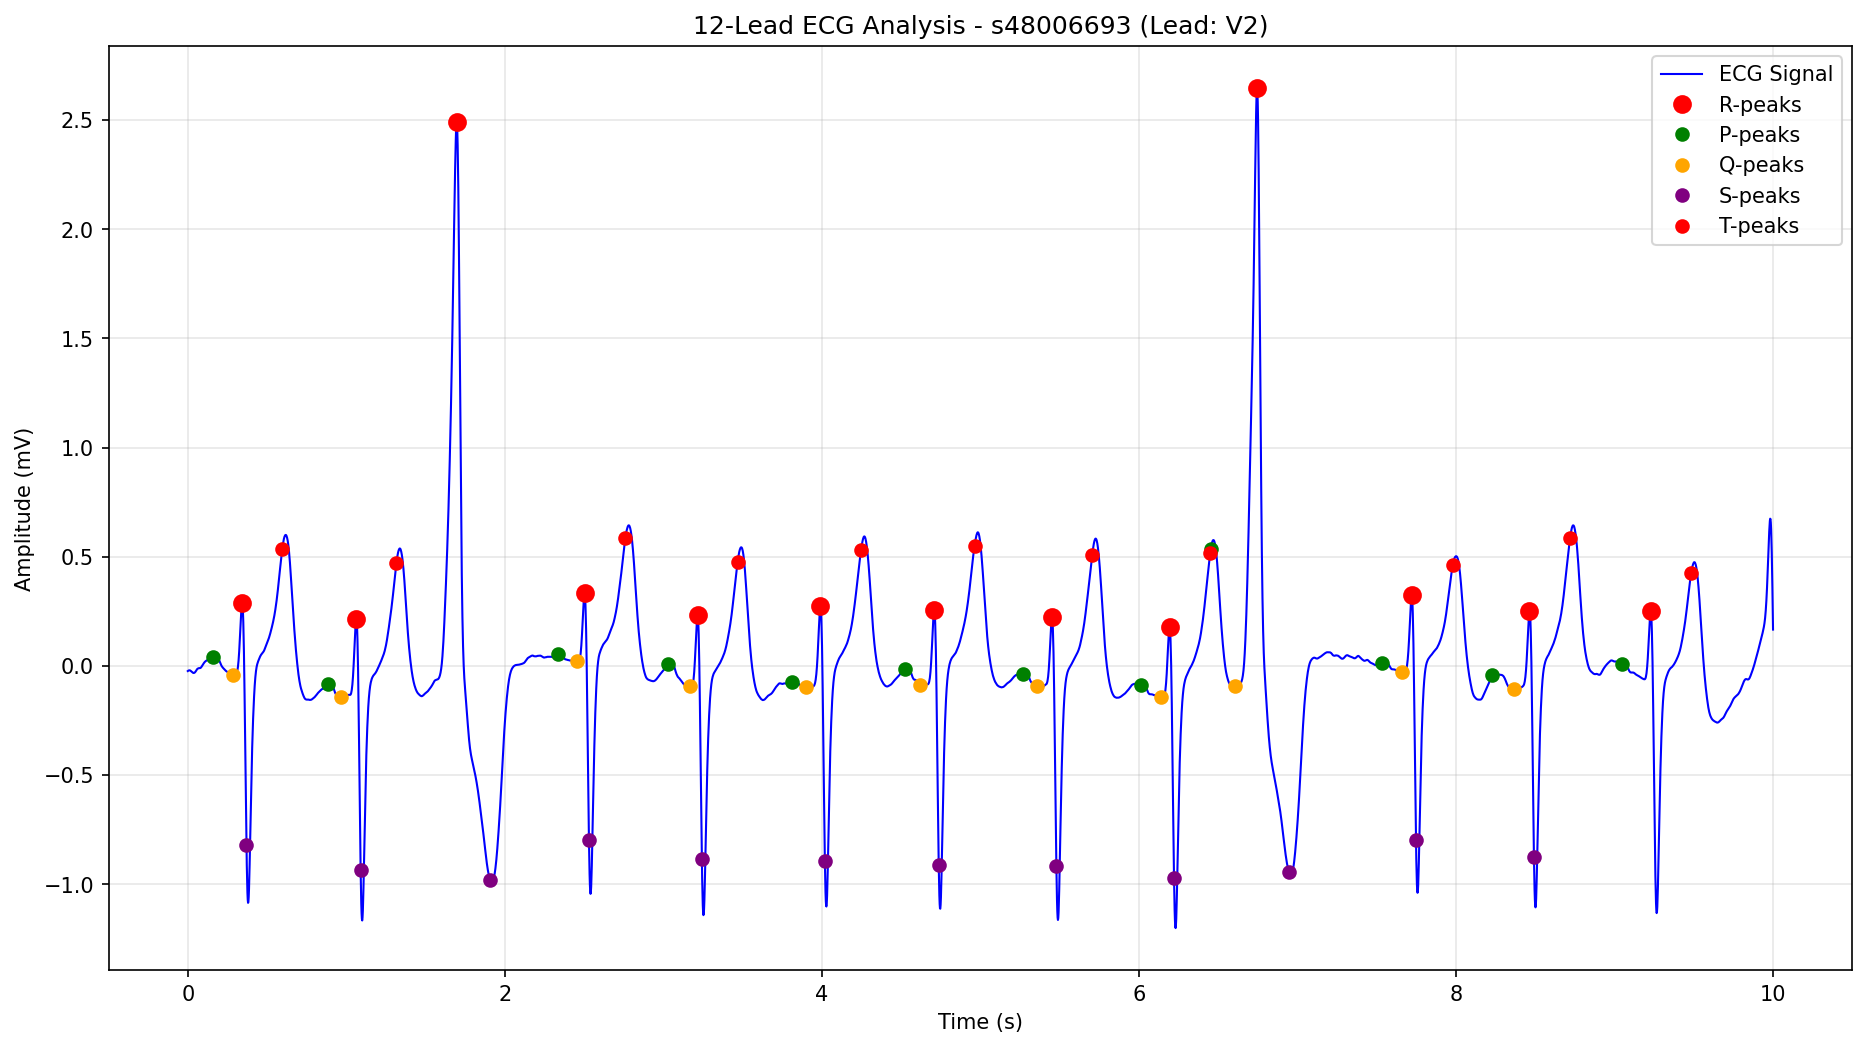 12-Lead ECG Analysis - s48006693 (Lead: V2)
ECG Signal
R-peaks
P-peaks
Q-peaks
S-peaks
T-peaks
Amplitude (mV)
2.5
2.0
1.5
1.0
0.5
0.0
−0.5
−1.0
0 2 4 6 8 10
Time (s)